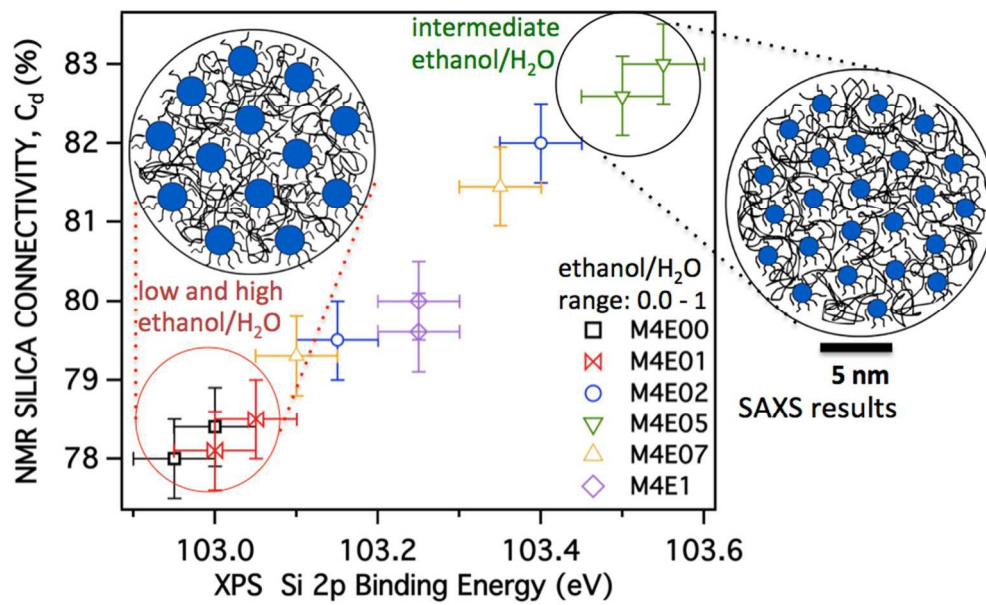 intermediate
ethanol/H₂O
NMR SILICA CONNECTIVITY, C_d (%)
83
82
81
80
79
78
low and high
ethanol/H₂O
ethanol/H₂O
range: 0.0 - 1
M4E00
M4E01
M4E02
M4E05
M4E07
M4E1
5 nm
SAXS results
103.0
103.2
103.4
103.6
XPS Si 2p Binding Energy (eV)